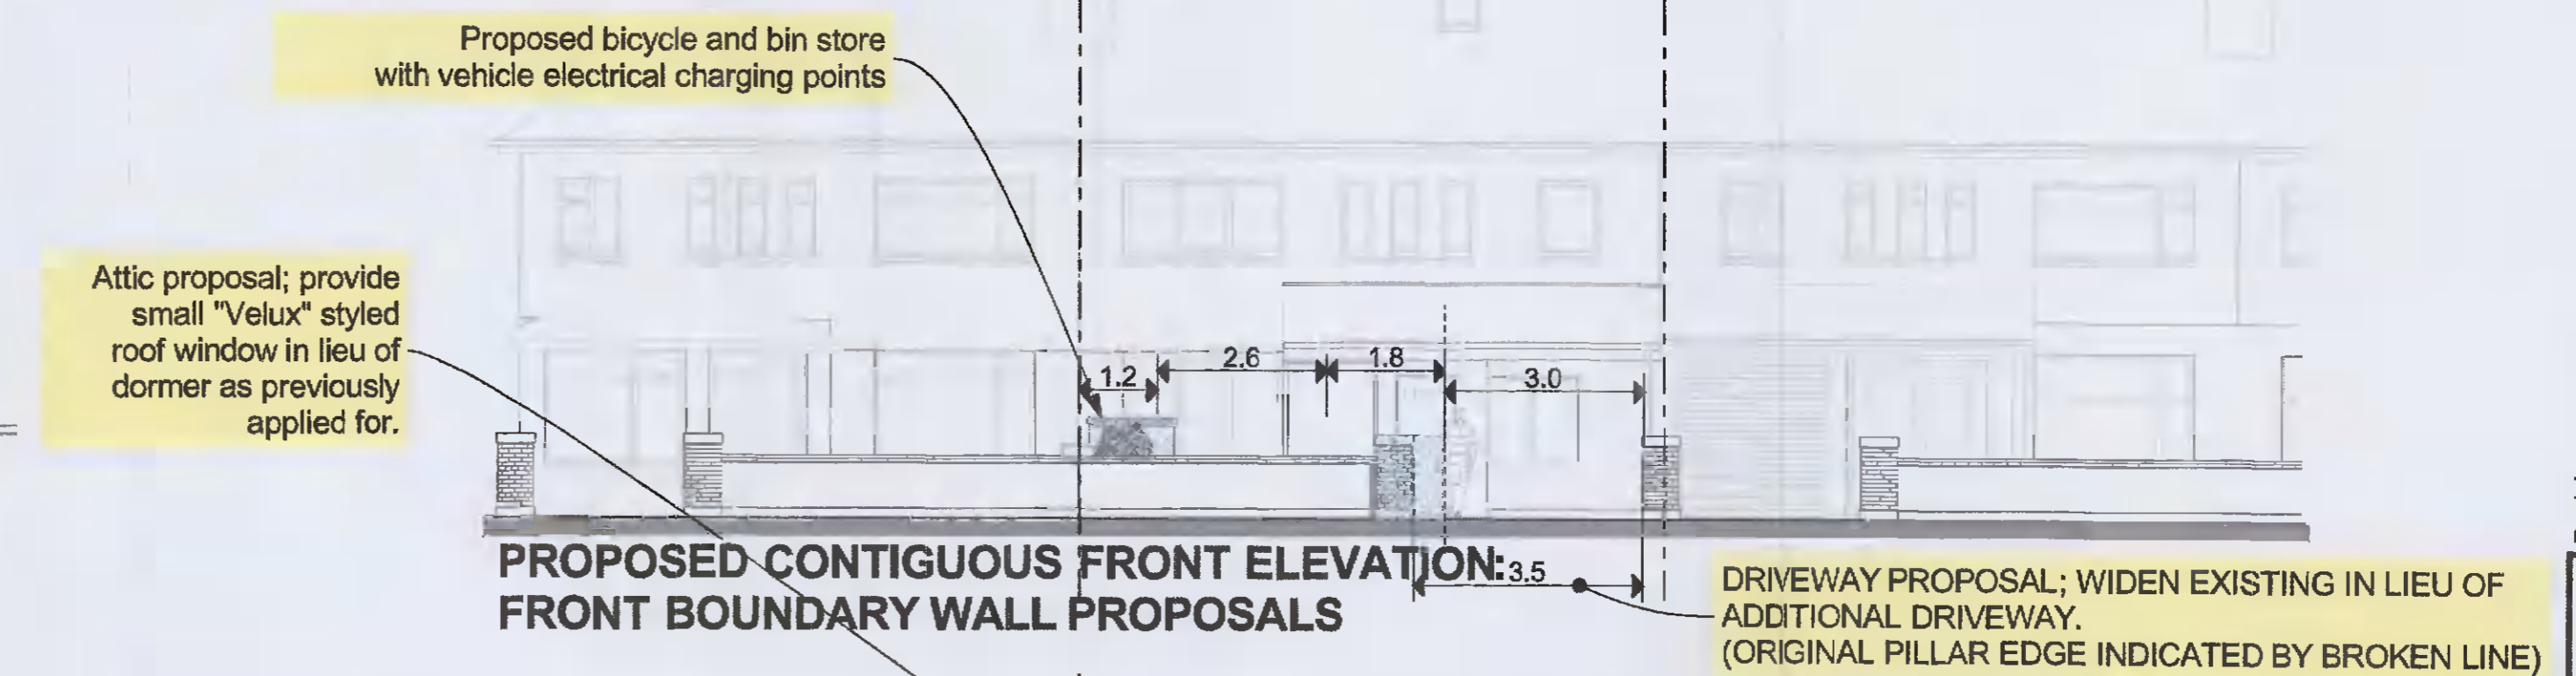 Proposed bicycle and bin store
with vehicle electrical charging points
Attic proposal; provide
small "Velux" styled
roof window in lieu of
dormer as previously
applied for.
1.2
2.6
1.8
3.0
PROPOSED CONTIGUOUS FRONT ELEVATION:
FRONT BOUNDARY WALL PROPOSALS
3.5
DRIVEWAY PROPOSAL; WIDEN EXISTING IN LIEU OF
ADDITIONAL DRIVEWAY.
(ORIGINAL PILLAR EDGE INDICATED BY BROKEN LINE)